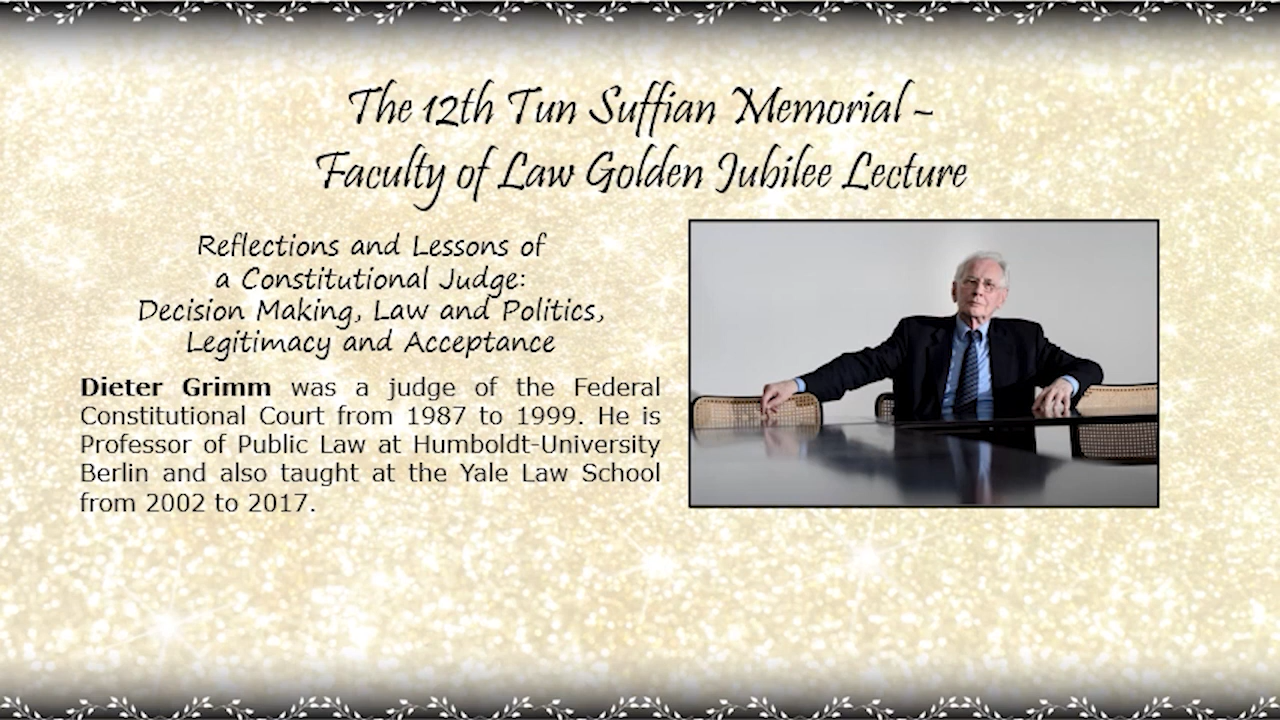 The 12th Tun Suffian Memorial –
Faculty of Law Golden Jubilee Lecture
Reflections and Lessons of
a Constitutional Judge:
Decision Making, Law and Politics,
Legitimacy and Acceptance
Dieter Grimm was a judge of the Federal
Constitutional Court from 1987 to 1999. He is
Professor of Public Law at Humboldt-University
Berlin and also taught at the Yale Law School
from 2002 to 2017.